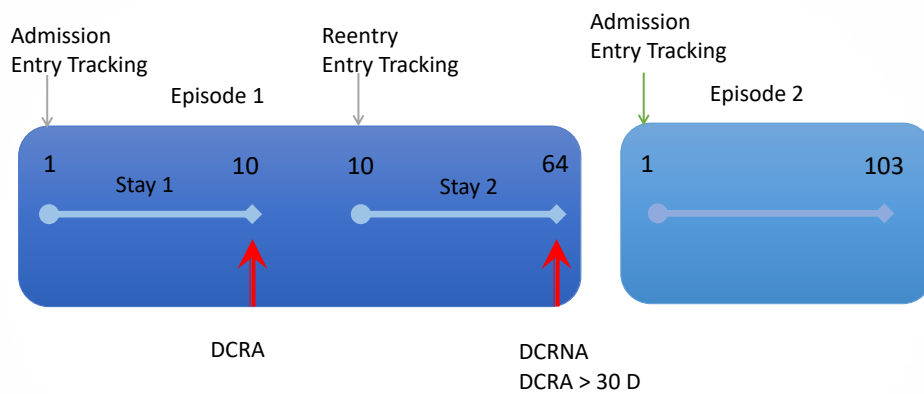 Admission
Entry Tracking
Reentry
Entry Tracking
Admission
Entry Tracking
Episode 1
Episode 2
1
10
10
64
1
103
Stay 1
Stay 2
DCRA
DCRNA
DCRA > 30 D